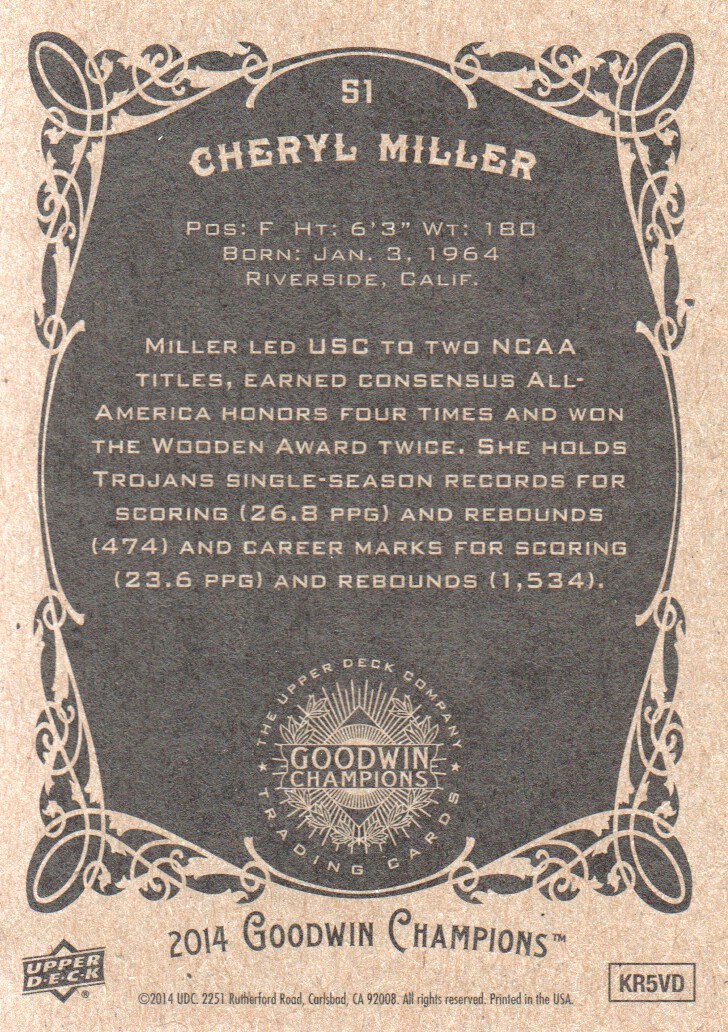 51
CHERYL MILLER
POS: F HT: 6'3" WT: 180
BORN: JAN. 3, 1964
RIVERSIDE, CALIF.
MILLER LED USC TO TWO NCAA
TITLES, EARNED CONSENSUS ALL-
AMERICA HONORS FOUR TIMES AND WON
THE WOODEN AWARD TWICE. SHE HOLDS
TROJANS SINGLE-SEASON RECORDS FOR
SCORING (26.8 PPG) AND REBOUNDS
(474) AND CAREER MARKS FOR SCORING
(23.6 PPG) AND REBOUNDS (1,534).
THE UPPER DECK COMPANY
GOODWIN
CHAMPIONS
★ TRADING CARDS ★
2014 GOODWIN CHAMPIONS™
UPPER
D·E·C·K®
©2014 UDC. 2251 Rutherford Road, Carlsbad, CA 92008. All rights reserved. Printed in the USA.
KR5VD